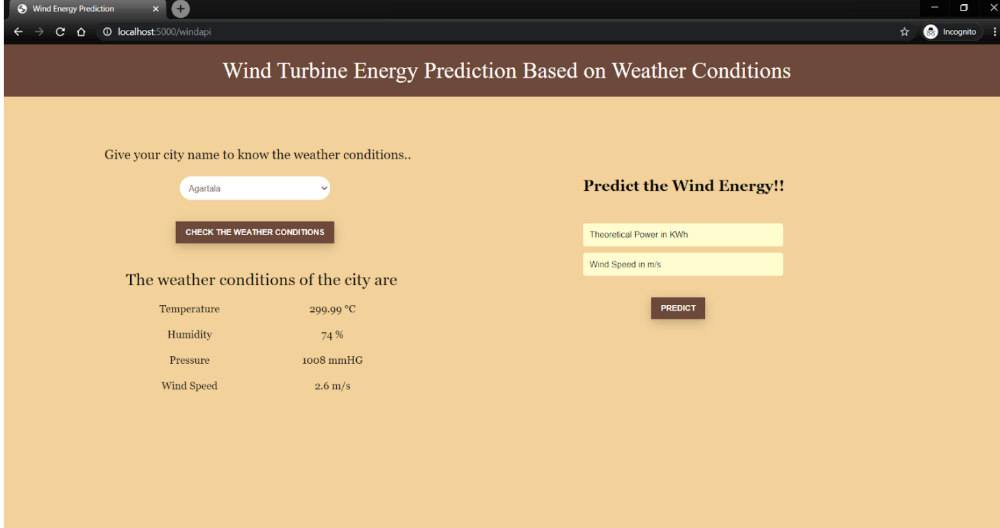 Wind Energy Prediction
localhost:5000/windapi
Incognito
Wind Turbine Energy Prediction Based on Weather Conditions
Give your city name to know the weather conditions..
Agartala
CHECK THE WEATHER CONDITIONS
The weather conditions of the city are
Temperature 299.99 °C
Humidity 74 %
Pressure 1008 mmHG
Wind Speed 2.6 m/s
Predict the Wind Energy!!
Theoretical Power in KWh
Wind Speed in m/s
PREDICT